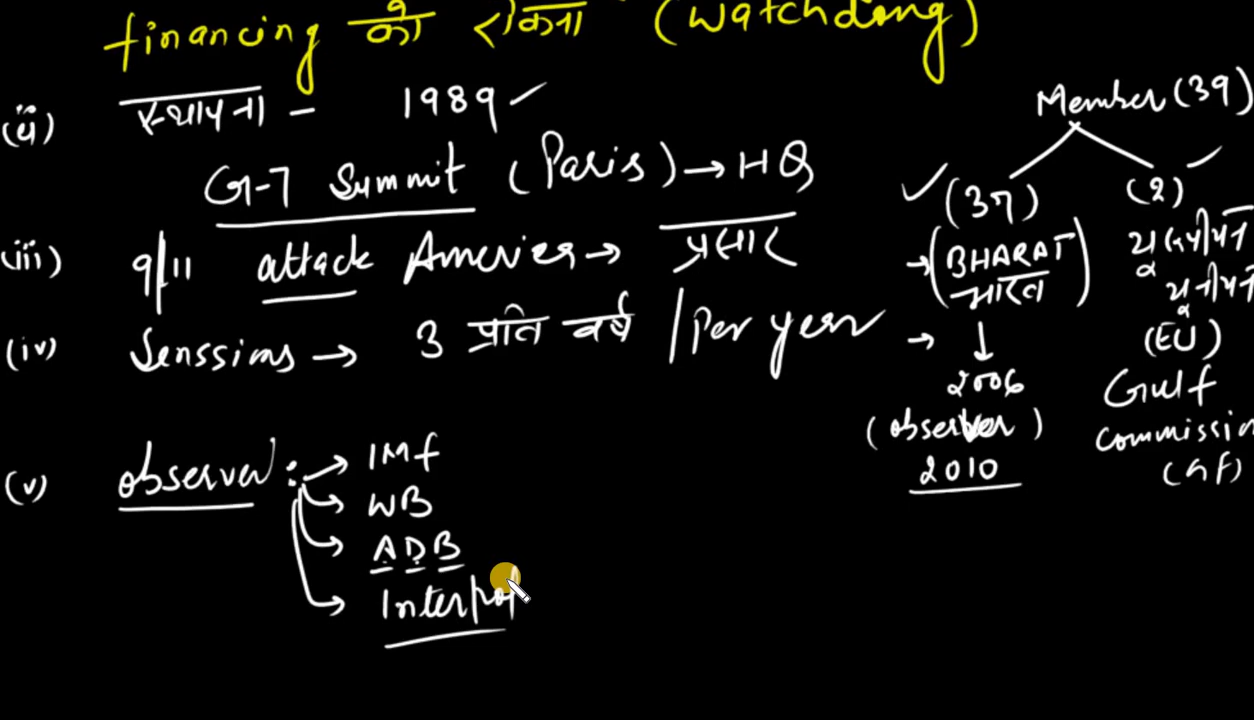 financing को रोकना (Watchdong)
(ii) स्थापना - 1989
G-7 Summit (Paris) → HQ
(iii) 9/11 attack America → प्रसार
(iv) Senssions → 3 प्रति वर्ष / Per year
(v) observer : → IMF
→ WB
→ ADB
→ Interpol
Member (39)
(37)
→ (BHARAT
भारत)
→ ↓
2006
(observer)
2010
(2)
यूरोपीयन
यूनीयन
(EU)
Gulf
commission
(GF)